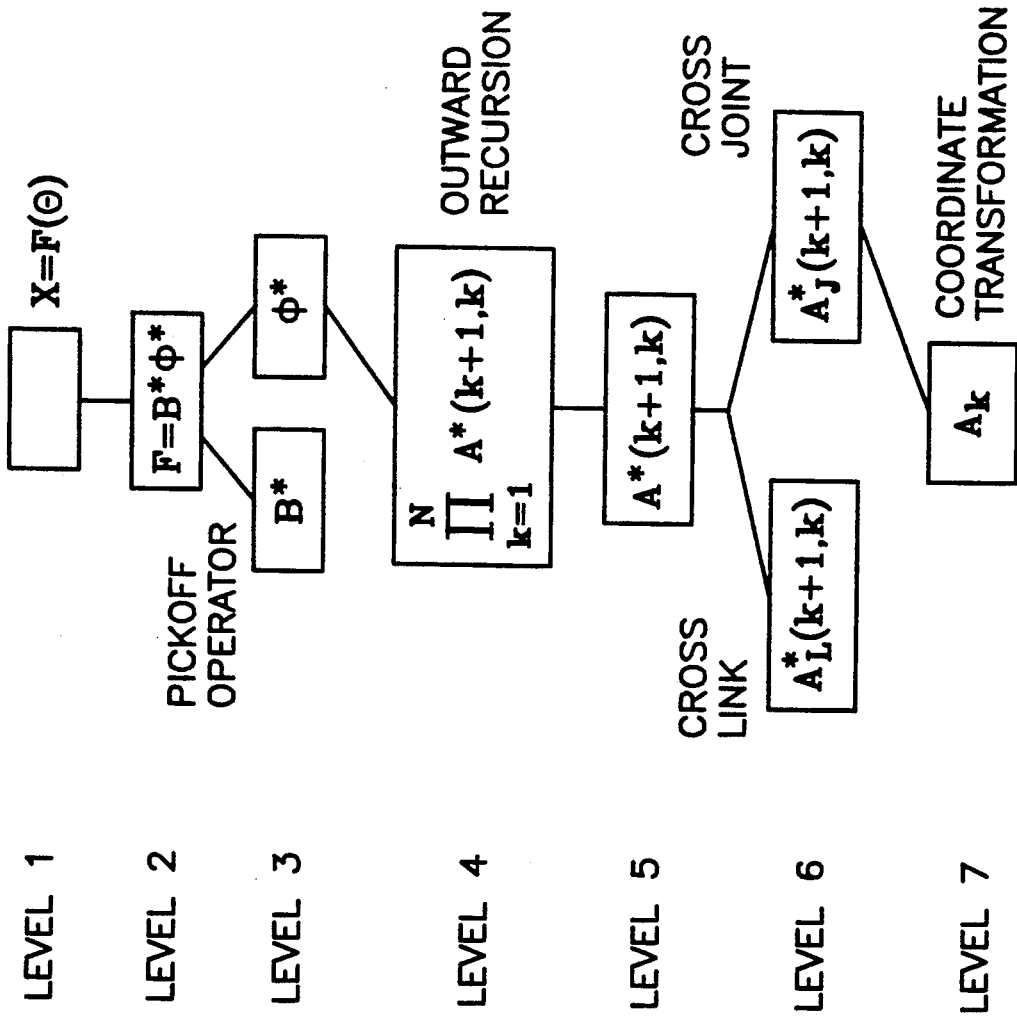 LEVEL 1
X=F(Θ)
LEVEL 2
F=B*ϕ*
LEVEL 3
PICKOFF
OPERATOR
B*
ϕ*
LEVEL 4
N
∏ A*(k+1,k)
k=1
OUTWARD
RECURSION
LEVEL 5
A*(k+1,k)
LEVEL 6
CROSS
LINK
A*L(k+1,k)
CROSS
JOINT
A*J(k+1,k)
LEVEL 7
Ak
COORDINATE
TRANSFORMATION